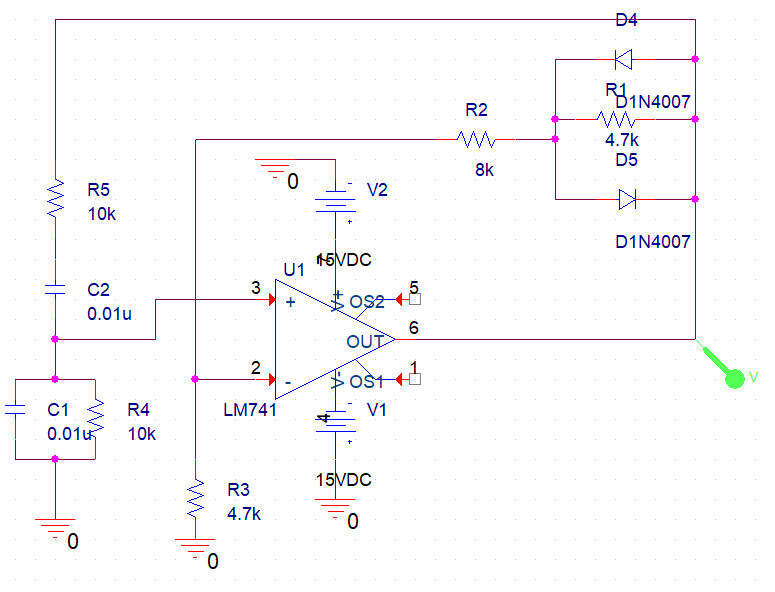 D4
R1
D1N4007
R2
4.7k
D5
8k
0
V2
R5
10k
D1N4007
7
15VDC
U1
C2
0.01u
3
+
V+
OS2
5
OUT
6
2
-
V-
OS1
1
V
LM741
4
V1
C1
0.01u
R4
10k
15VDC
R3
4.7k
0
0
0